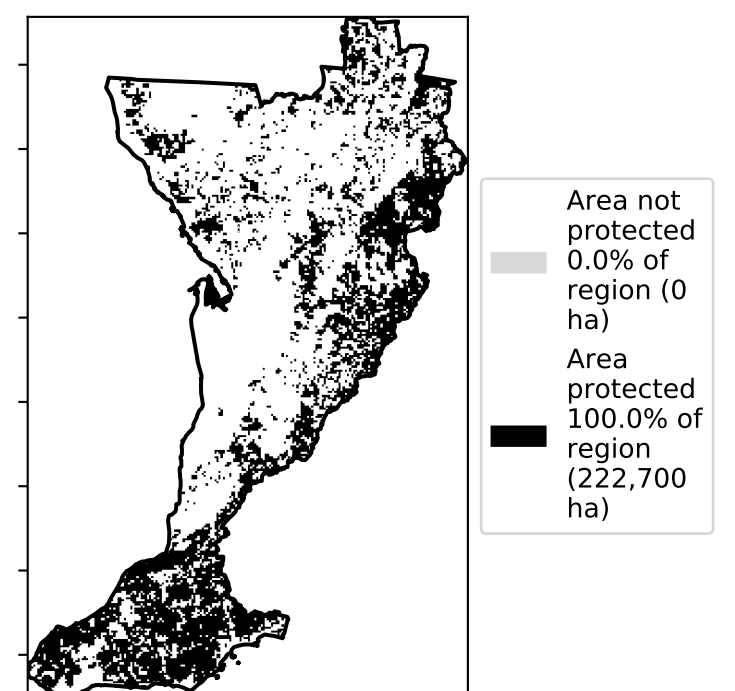 Area not
protected
0.0% of
region (0
ha)
Area
protected
100.0% of
region
(222,700
ha)